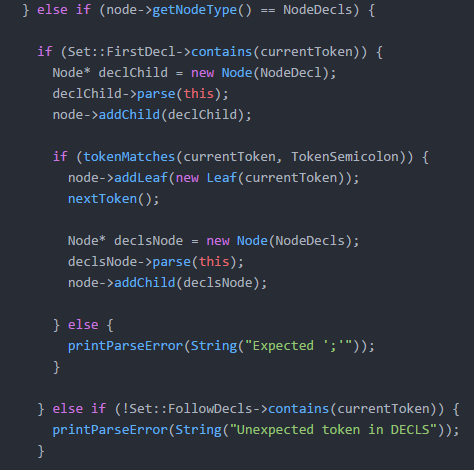 } else if (node->getNodeType() == NodeDecls) {
if (Set::FirstDecl->contains(currentToken)) {
Node* declChild = new Node(NodeDecl);
declChild->parse(this);
node->addChild(declChild);
if (tokenMatches(currentToken, TokenSemicolon)) {
node->addLeaf(new Leaf(currentToken));
nextToken();
Node* declsNode = new Node(NodeDecls);
declsNode->parse(this);
node->addChild(declsNode);
} else {
printParseError(String("Expected ';'"));
}
} else if (!Set::FollowDecls->contains(currentToken)) {
printParseError(String("Unexpected token in DECLS"));
}